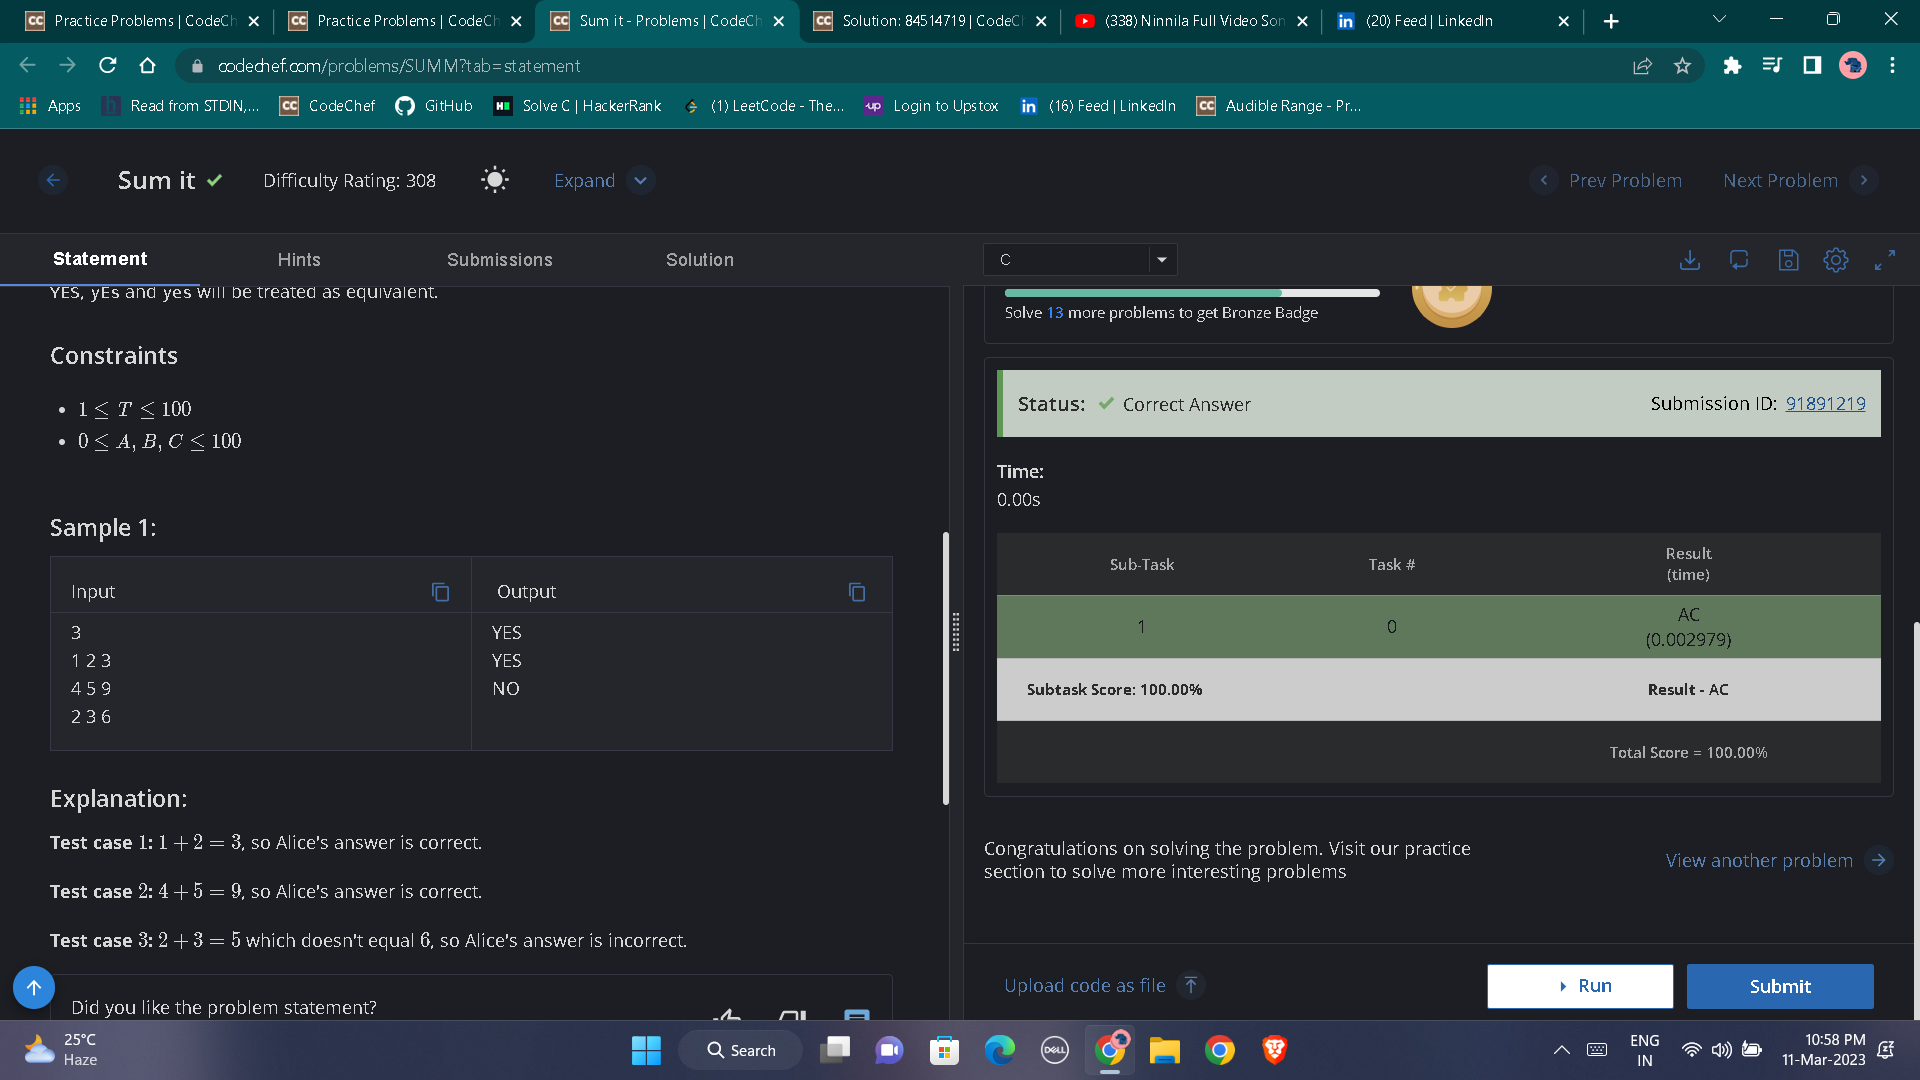 Practice Problems | CodeCh
Practice Problems | CodeCh
Sum it - Problems | CodeCh
Solution: 84514719 | CodeCh
(338) Ninnila Full Video Son
(20) Feed | LinkedIn
codechef.com/problems/SUMM?tab=statement
Apps
Read from STDIN,...
CodeChef
GitHub
Solve C | HackerRank
(1) LeetCode - The...
Login to Upstox
(16) Feed | LinkedIn
Audible Range - Pr...
Sum it
Difficulty Rating: 308
Expand
Prev Problem
Next Problem
Statement
Hints
Submissions
Solution
YES, yEs and yes will be treated as equivalent.
Constraints
• 1 ≤ T ≤ 100
• 0 ≤ A, B, C ≤ 100
Sample 1:
Input
Output
3
1 2 3
4 5 9
2 3 6
YES
YES
NO
Explanation:
Test case 1: 1 + 2 = 3, so Alice's answer is correct.
Test case 2: 4 + 5 = 9, so Alice's answer is correct.
Test case 3: 2 + 3 = 5 which doesn't equal 6, so Alice's answer is incorrect.
Did you like the problem statement?
C
Solve 13 more problems to get Bronze Badge
Status: Correct Answer
Submission ID: 91891219
Time:
0.00s
Sub-Task
Task #
Result
(time)
1
0
AC
(0.002979)
Subtask Score: 100.00%
Result - AC
Total Score = 100.00%
Congratulations on solving the problem. Visit our practice
section to solve more interesting problems
View another problem
Upload code as file
Run
Submit
25°C
Haze
Search
DELL
ENG
IN
10:58 PM
11-Mar-2023